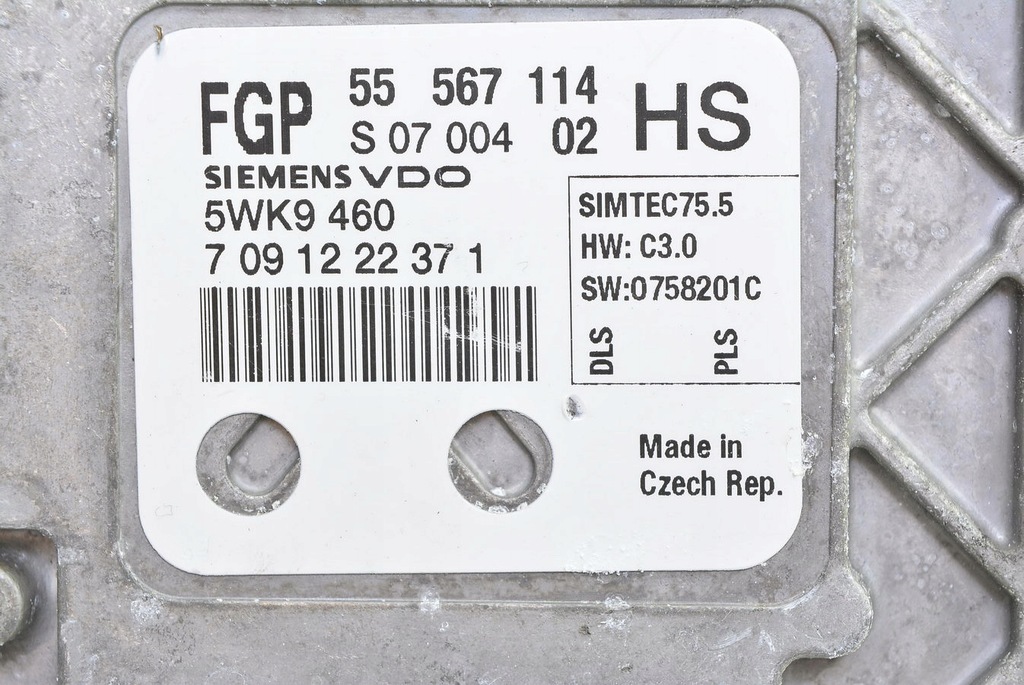 FGP 55 567 114 HS
S 07 004 02
SIEMENS VDO
5WK9 460
7 09 12 22 37 1
SIMTEC75.5
HW: C3.0
SW:0758201C
DLS PLS
Made in
Czech Rep.